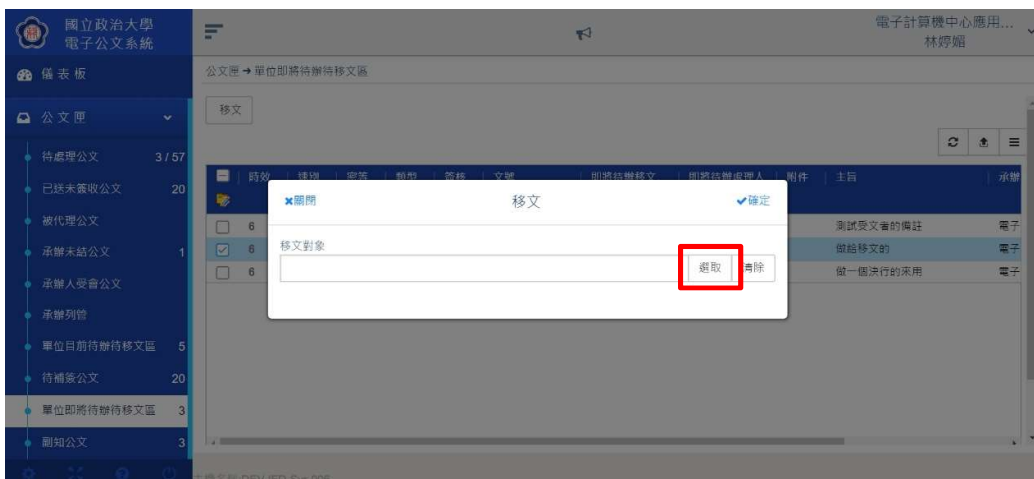 國立政治大學
電子公文系統
電子計算機中心應用...
林婷媚
儀表板
公文匣➔單位即將待辦待移文區
公文匣
移文
待處理公文 3 / 57
已送未簽收公文 20
被代理公文
承辦未結公文 1
承辦人受會公文
承辦列管
單位目前待辦待移文區 5
待補簽公文 20
單位即將待辦待移文區 3
副知公文 3
時效 速別 密等 類型 簽核 文號 即將待辦移文 即將待辦處理人 附件 主旨 承辦
6 測試受文者的備註 電子
6 做給移文的 電子
6 做一個決行的來用 電子
✖關閉 移文 ✔確定
移文對象
選取 清除